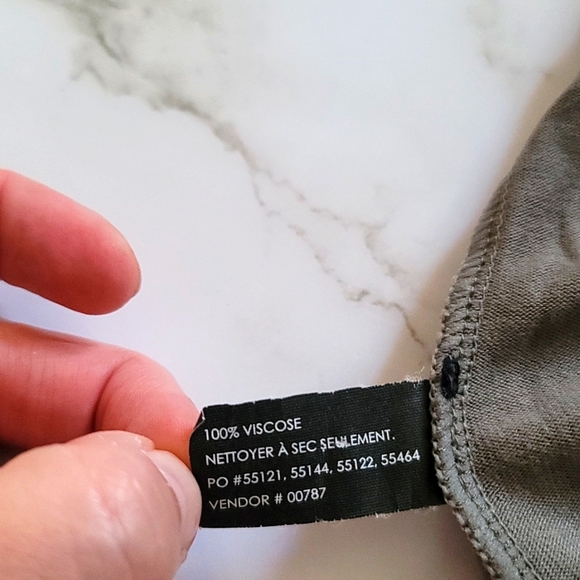 100% VISCOSE
NETTOYER À SEC SEULEMENT.
PO #55121, 55144, 55122, 55464
VENDOR # 00787